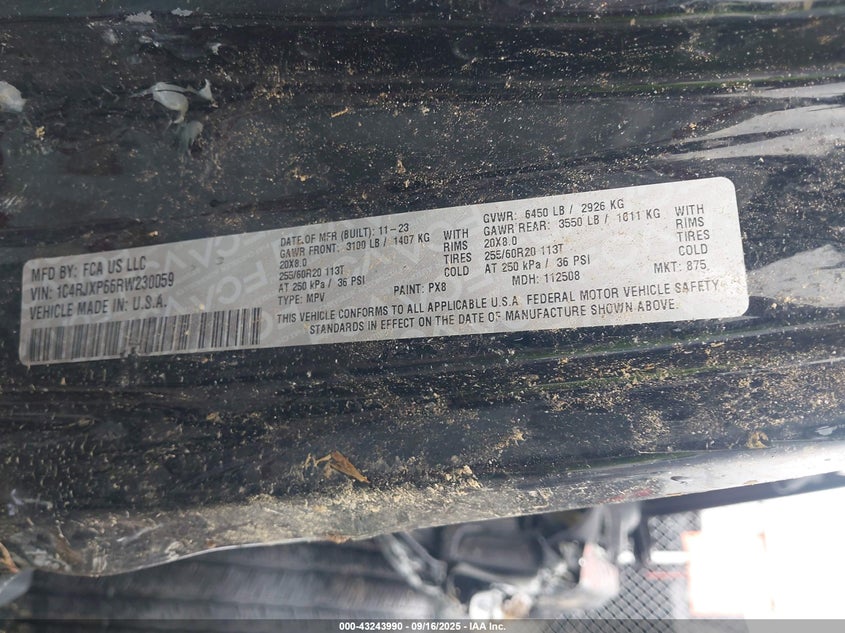 MFD BY: FCA US LLC
VIN: 1C4RJXP66RW230059
VEHICLE MADE IN U.S.A.
DATE OF MFR (BUILT): 11-23
GAWR FRONT: 3100 LB / 1407 KG WITH
20X8.0 RIMS
255/60R20 113T TIRES
AT 250 kPa / 36 PSI COLD
TYPE: MPV PAINT: PX8
GVWR: 6450 LB / 2926 KG
GAWR REAR: 3550 LB / 1611 KG WITH
20X8.0 RIMS
255/60R20 113T TIRES
AT 250 kPa / 36 PSI COLD
MDH: 112508 MKT: 875
THIS VEHICLE CONFORMS TO ALL APPLICABLE U.S.A. FEDERAL MOTOR VEHICLE SAFETY
STANDARDS IN EFFECT ON THE DATE OF MANUFACTURE SHOWN ABOVE.
000-43243990 - 09/16/2025 - IAA Inc.